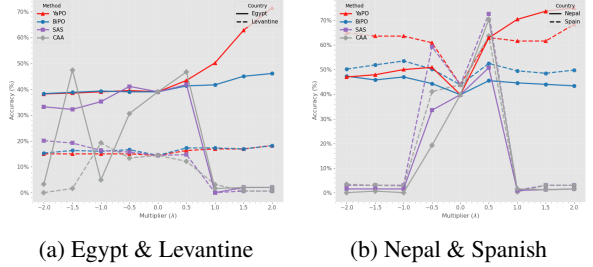 Method
YaPO
BiPO
SAS
CAA
Country
Egypt
Levantine
Accuracy (%)
70%
60%
50%
40%
30%
20%
10%
0%
−2.0 −1.5 −1.0 −0.5 0.0 0.5 1.0 1.5 2.0
Multiplier (λ)
(a) Egypt & Levantine
Method
YaPO
BiPO
SAS
CAA
Country
Nepal
Spain
Accuracy (%)
70%
60%
50%
40%
30%
20%
10%
0%
−2.0 −1.5 −1.0 −0.5 0.0 0.5 1.0 1.5 2.0
Multiplier (λ)
(b) Nepal & Spanish